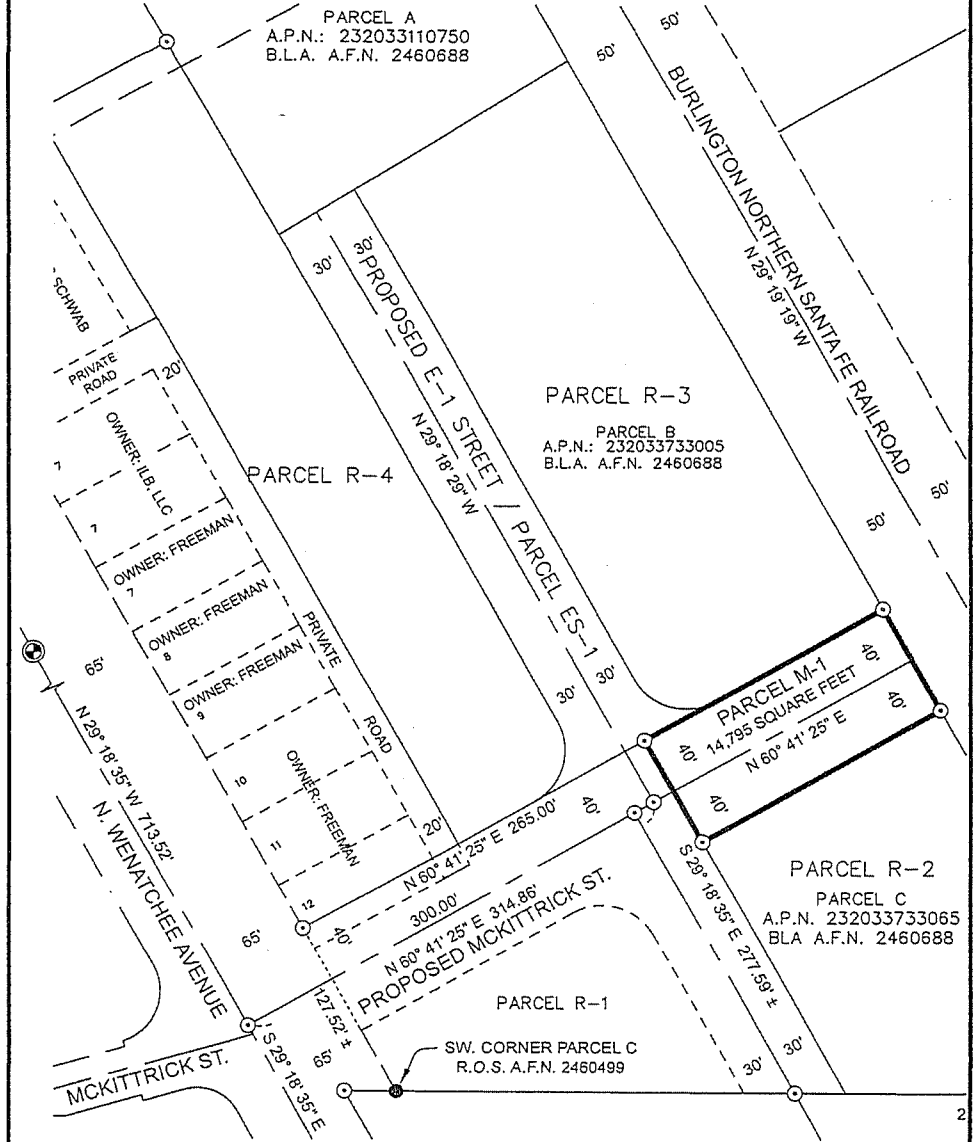 PARCEL A
A.P.N.: 232033110750
B.L.A. A.F.N. 2460688
50'
50'
BURLINGTON NORTHERN SANTA FE RAILROAD
N 29° 19' 19" W
50'
50'
30'
30'
PROPOSED E-1 STREET / PARCEL ES-1
N 29° 18' 29" W
30'
30'
SCHWAB
PRIVATE
ROAD
20'
PARCEL R-3
PARCEL B
A.P.N.: 232033733005
B.L.A. A.F.N. 2460688
PARCEL R-4
7
OWNER: ILB, LLC
7
OWNER: FREEMAN
7
OWNER: FREEMAN
8
OWNER: FREEMAN
9
10
OWNER: FREEMAN
11
12
PRIVATE
ROAD
20'
65'
N 29° 18' 35" W 713.52'
N. WENATCHEE AVENUE
65'
40'
PARCEL M-1
14,795 SQUARE FEET
N 60° 41' 25" E
40'
40'
40'
N 60° 41' 25" E 265.00'
40'
40'
300.00'
N 60° 41' 25" E 314.86'
PROPOSED MCKITTRICK ST.
127.52' ±
S 29° 18' 35" E 277.59' ±
PARCEL R-2
PARCEL C
A.P.N. 232033733065
BLA A.F.N. 2460688
PARCEL R-1
SW. CORNER PARCEL C
R.O.S. A.F.N. 2460499
MCKITTRICK ST.
S 29° 18' 35" E
65'
30'
30'
2